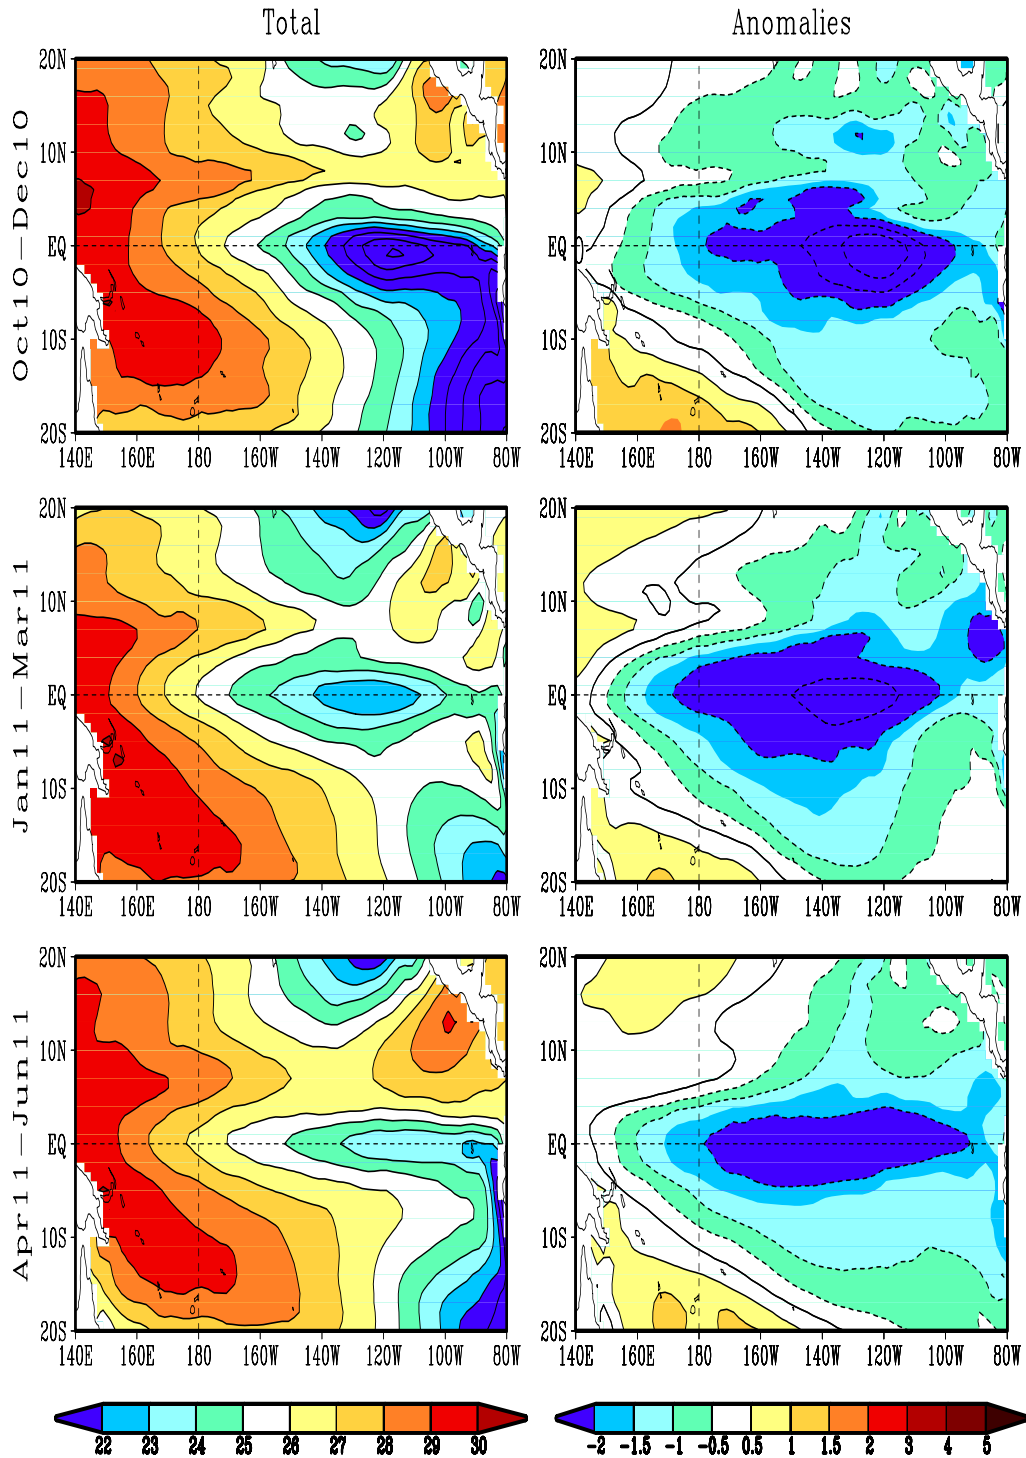 Total Anomalies
Oct10-Dec10
20N 20N
10N 10N
EQ EQ
10S 10S
20S 20S
140E 160E 180 160W 140W 120W 100W 80W 140E 160E 180 160W 140W 120W 100W 80W
Jan11-Mar11
20N 20N
10N 10N
EQ EQ
10S 10S
20S 20S
140E 160E 180 160W 140W 120W 100W 80W 140E 160E 180 160W 140W 120W 100W 80W
Apr11-Jun11
20N 20N
10N 10N
EQ EQ
10S 10S
20S 20S
140E 160E 180 160W 140W 120W 100W 80W 140E 160E 180 160W 140W 120W 100W 80W
22 23 24 25 26 27 28 29 30 -2 -1.5 -1 -0.5 0.5 1 1.5 2 3 4 5